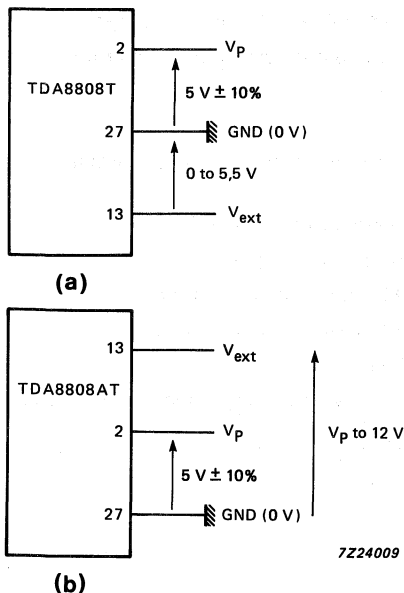 2 V_P
TDA8808T
5 V ± 10%
27 GND (0 V)
0 to 5,5 V
13 V_ext
(a)
13 V_ext
TDA8808AT
2 V_P
V_P to 12 V
5 V ± 10%
27 GND (0 V)
7Z24009
(b)